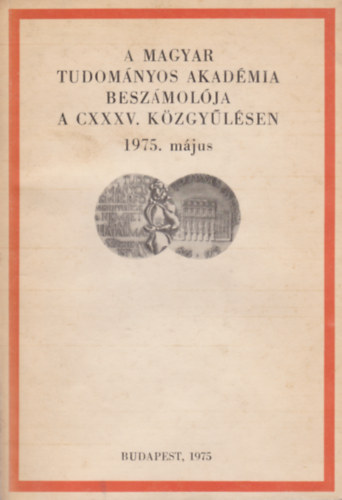 A MAGYAR
TUDOMÁNYOS AKADÉMIA
BESZÁMOLÓJA
A CXXXV. KÖZGYŰLÉSEN
1975. május
BUDAPEST, 1975